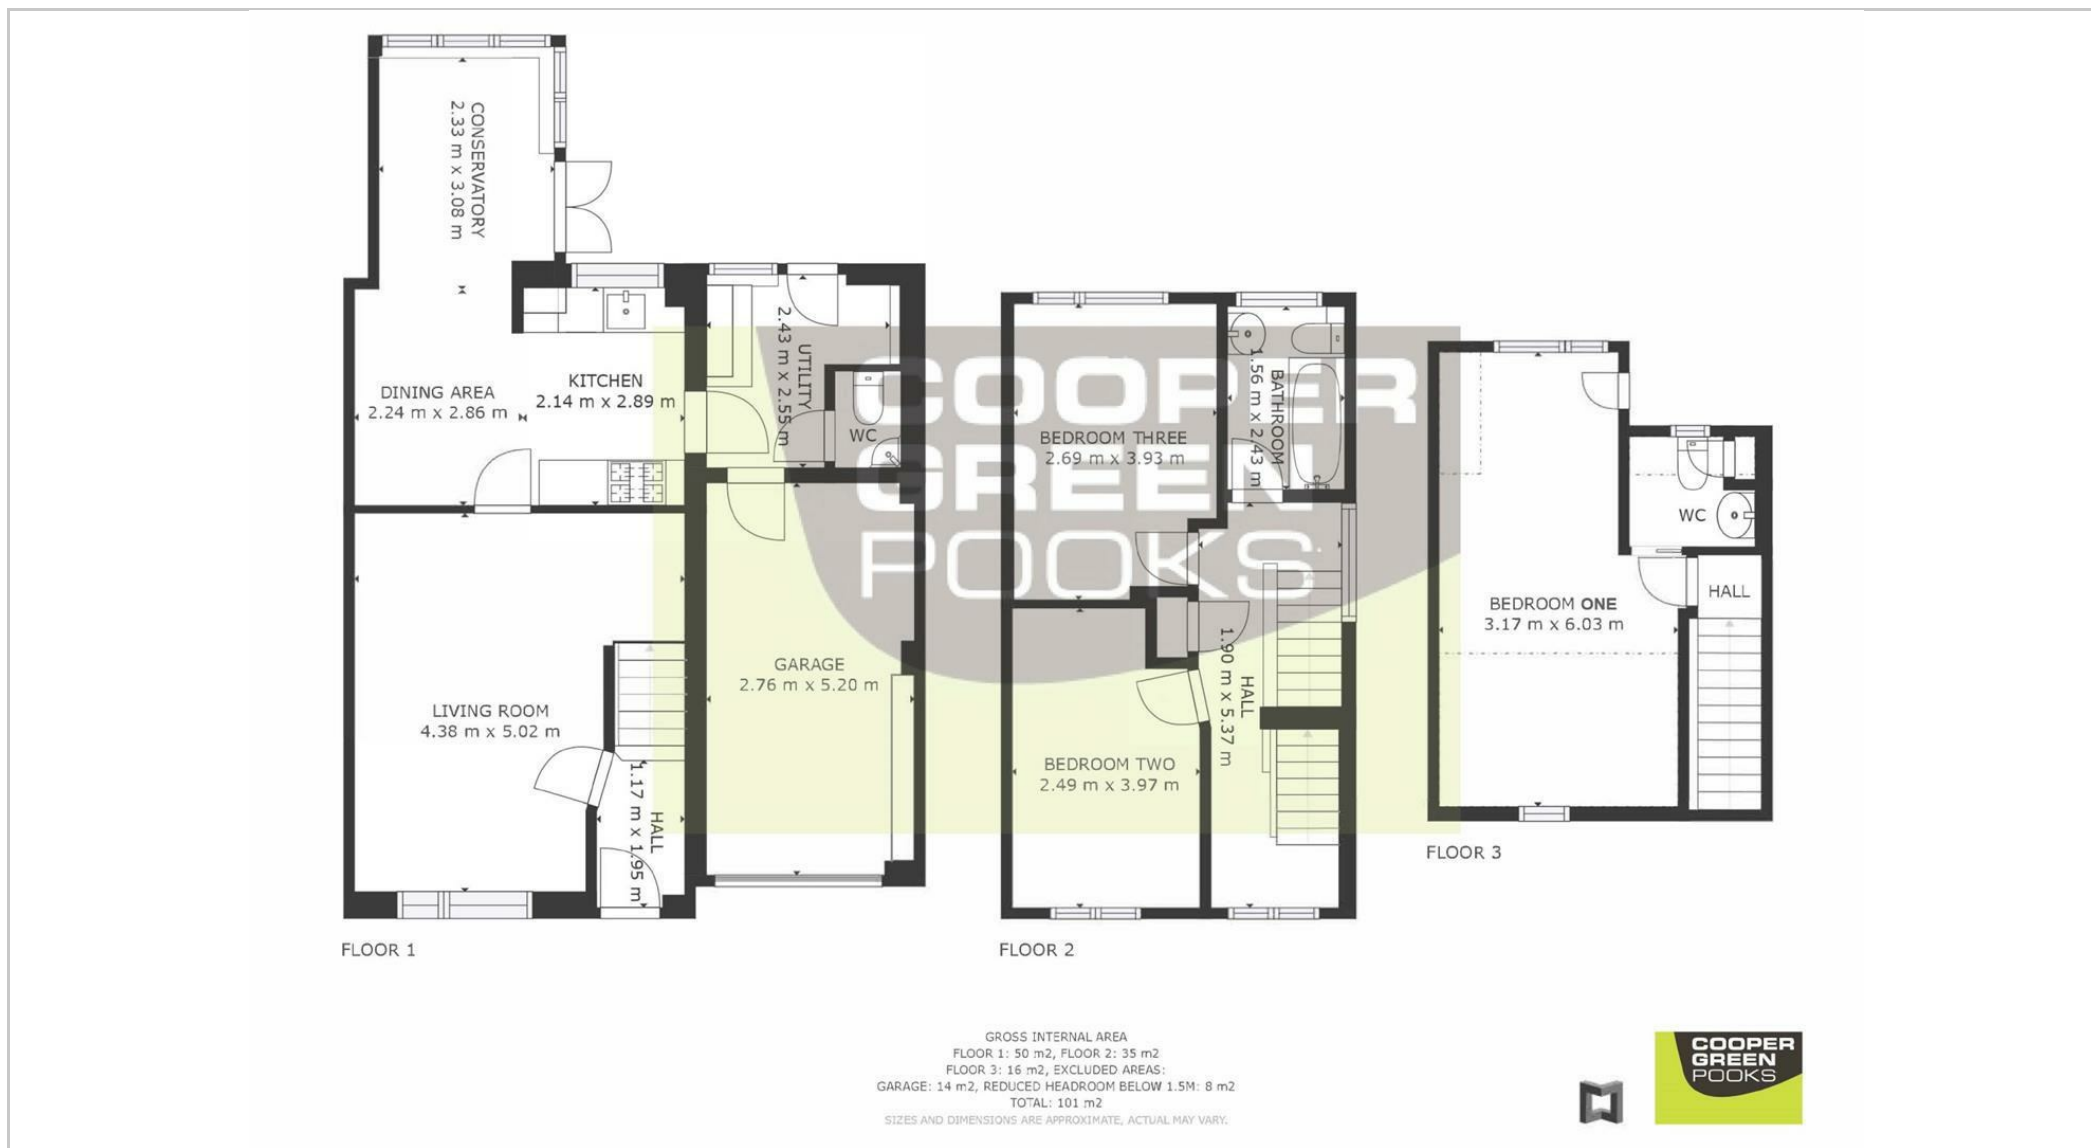 CONSERVATORY
2.33 m x 3.08 m
DINING AREA
2.24 m x 2.86 m
KITCHEN
2.14 m x 2.89 m
UTILITY
2.43 m x 2.55 m
WC
LIVING ROOM
4.38 m x 5.02 m
HALL
1.17 m x 1.95 m
GARAGE
2.76 m x 5.20 m
FLOOR 1
BEDROOM THREE
2.69 m x 3.93 m
BATHROOM
1.56 m x 2.43 m
BEDROOM TWO
2.49 m x 3.97 m
HALL
1.90 m x 5.37 m
FLOOR 2
WC
HALL
BEDROOM ONE
3.17 m x 6.03 m
FLOOR 3
COOPER
GREEN
POOKS
GROSS INTERNAL AREA
FLOOR 1: 50 m2, FLOOR 2: 35 m2
FLOOR 3: 16 m2, EXCLUDED AREAS:
GARAGE: 14 m2, REDUCED HEADROOM BELOW 1.5M: 8 m2
TOTAL: 101 m2
SIZES AND DIMENSIONS ARE APPROXIMATE, ACTUAL MAY VARY.
COOPER
GREEN
POOKS